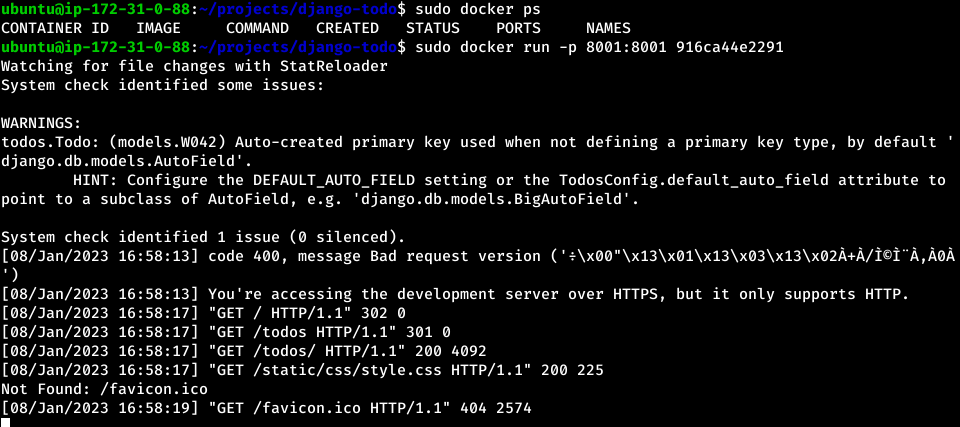 ubuntu@ip-172-31-0-88:~/projects/django-todo$ sudo docker ps
CONTAINER ID   IMAGE     COMMAND   CREATED   STATUS    PORTS     NAMES
ubuntu@ip-172-31-0-88:~/projects/django-todo$ sudo docker run -p 8001:8001 916ca44e2291
Watching for file changes with StatReloader
System check identified some issues:
WARNINGS:
todos.Todo: (models.W042) Auto-created primary key used when not defining a primary key type, by default '
django.db.models.AutoField'.
        HINT: Configure the DEFAULT_AUTO_FIELD setting or the TodosConfig.default_auto_field attribute to
point to a subclass of AutoField, e.g. 'django.db.models.BigAutoField'.
System check identified 1 issue (0 silenced).
[08/Jan/2023 16:58:13] code 400, message Bad request version ('÷\x00"\x13\x01\x13\x03\x13\x02À+À/Ì©Ì¨À,À0À
')
[08/Jan/2023 16:58:13] You're accessing the development server over HTTPS, but it only supports HTTP.
[08/Jan/2023 16:58:17] "GET / HTTP/1.1" 302 0
[08/Jan/2023 16:58:17] "GET /todos HTTP/1.1" 301 0
[08/Jan/2023 16:58:17] "GET /todos/ HTTP/1.1" 200 4092
[08/Jan/2023 16:58:17] "GET /static/css/style.css HTTP/1.1" 200 225
Not Found: /favicon.ico
[08/Jan/2023 16:58:19] "GET /favicon.ico HTTP/1.1" 404 2574